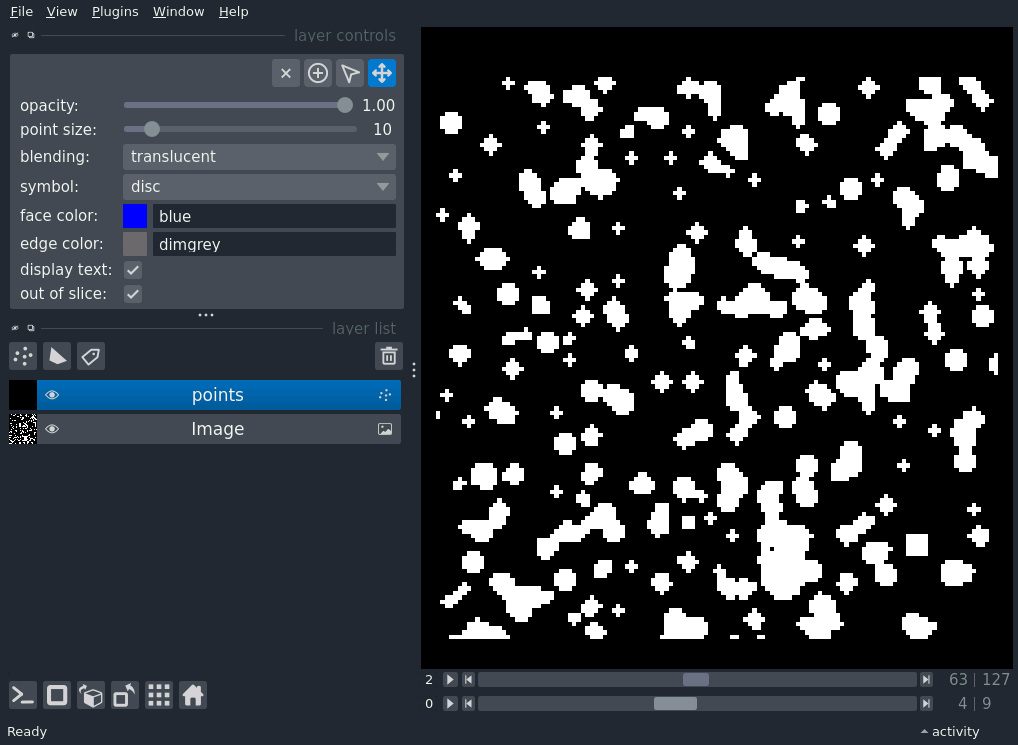 File View Plugins Window Help
layer controls
opacity: 1.00
point size: 10
blending: translucent
symbol: disc
face color: blue
edge color: dimgrey
display text:
out of slice:
layer list
points
Image
2 63 | 127
0 4 | 9
Ready activity